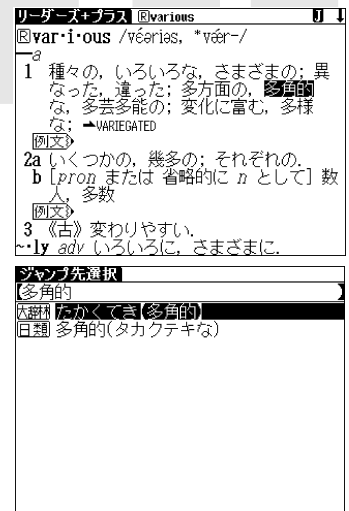 リーダーズ+プラス Rvarious J ↓
Rvar·i·ous /véəriəs, *vǽr-/
—a
1 種々の, いろいろな, さまざまの; 異
なった, 違った; 多方面の, 多角的
な, 多芸多能の; 変化に富む, 多様
な; ➡VARIEGATED
例文
2a いくつかの, 幾多の; それぞれの.
b [pron または 省略的に n として] 数
人, 多数
例文
3 《古》 変わりやすい.
~·ly adv いろいろに, さまざまに.
ジャンプ先選択
【多角的 】
大辞林 たかくてき【多角的】
日類 多角的(タカクテキな)